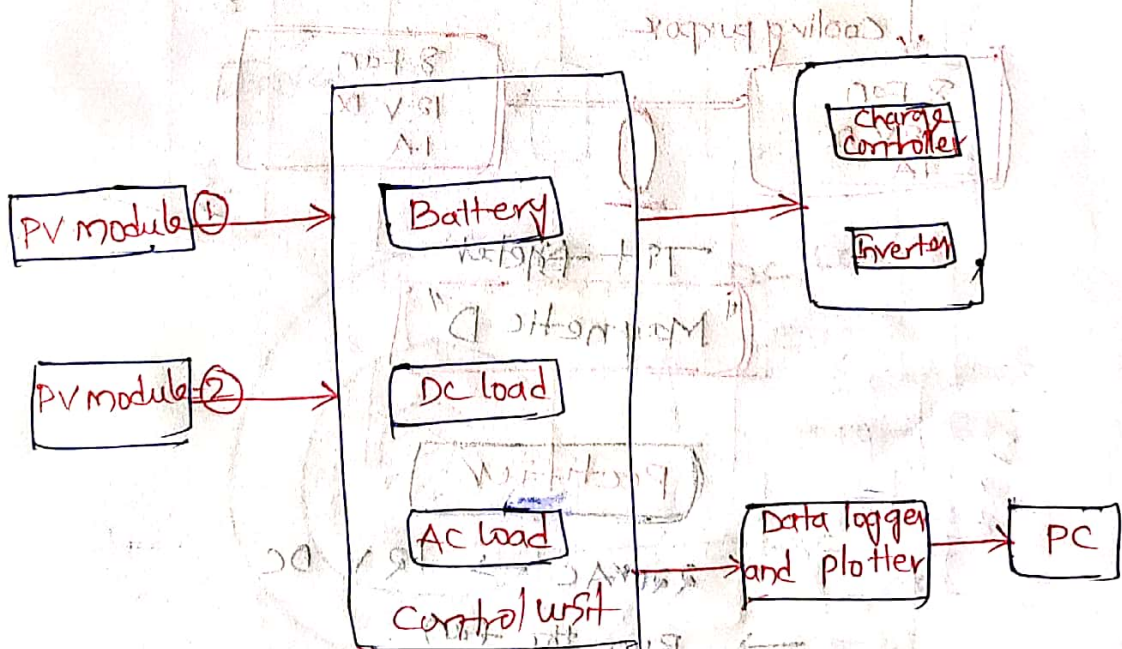 PV module ①
PV module-②
Battery
DC load
AC load
Control unit
charge
controller
Inverter
Data logger
and plotter
PC